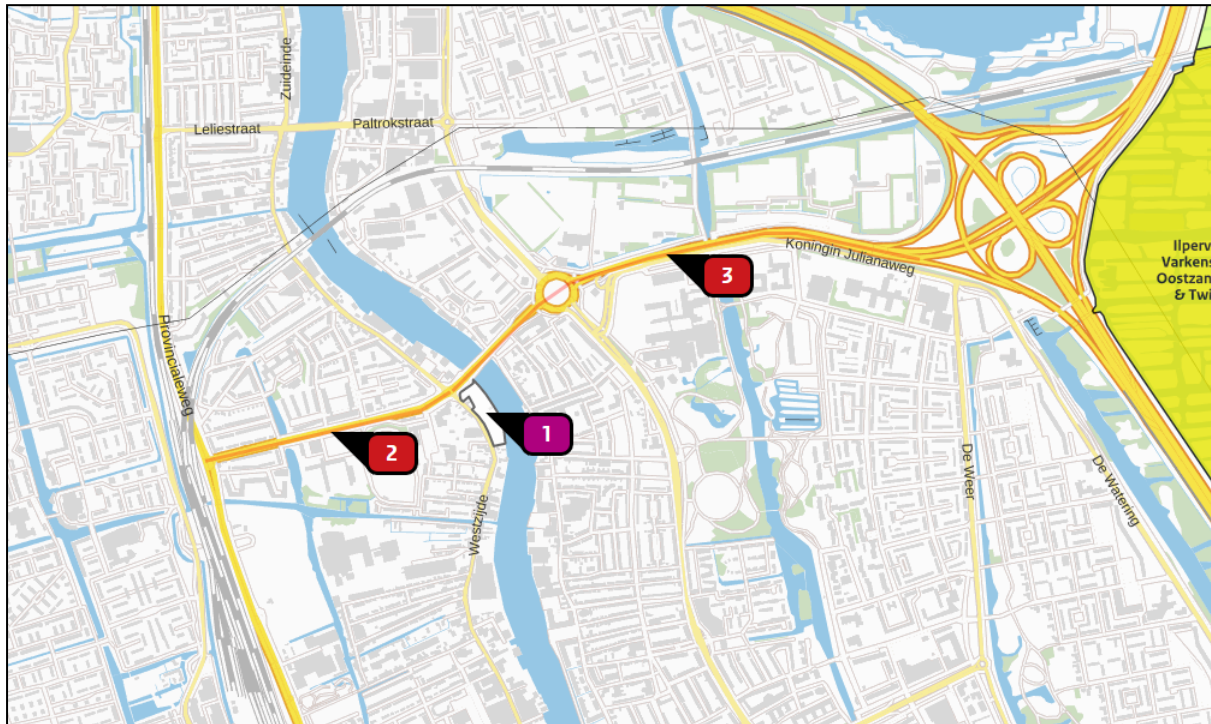 Zuideinde
Leliestraat
Paltrokstraat
Koningin Julianaweg
Ilperv
Varkens
Oostzan
& Twi
3
Provincialeweg
1
2
Westzijde
De Weer
De Watering